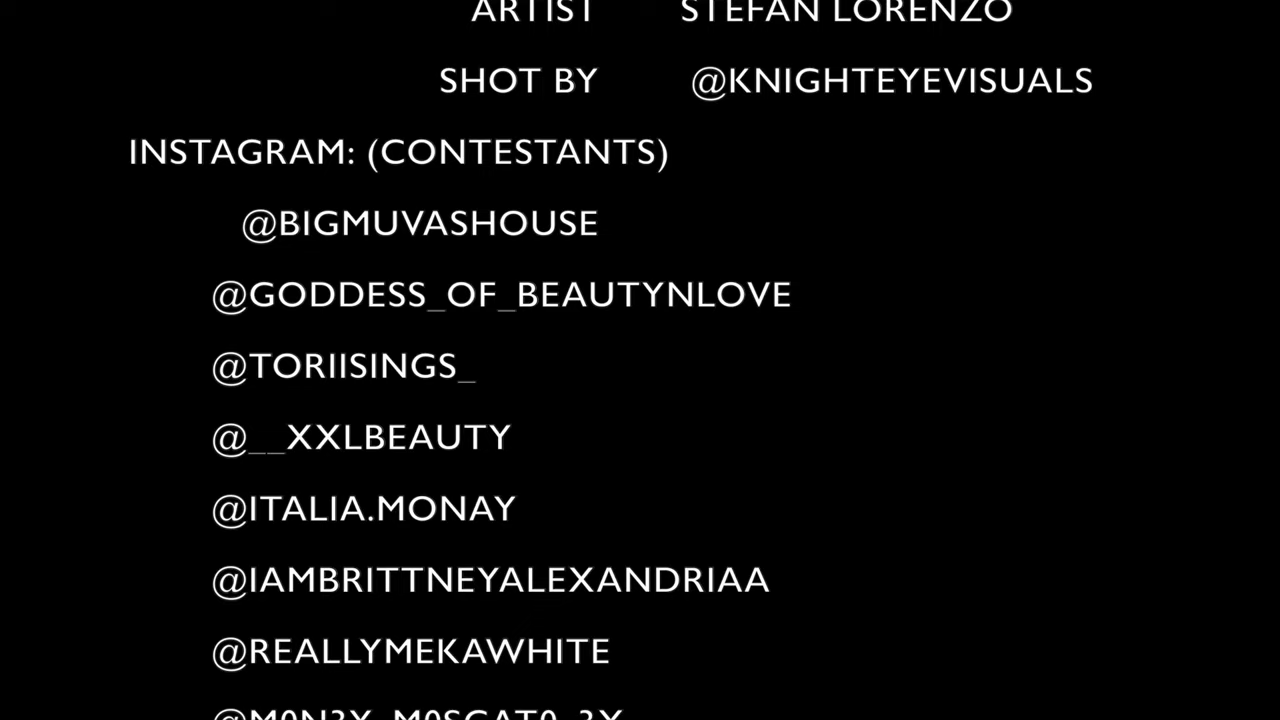 ARTIST STEFAN LORENZO
SHOT BY @KNIGHTEYEVISUALS
INSTAGRAM: (CONTESTANTS)
@BIGMUVASHOUSE
@GODDESS_OF_BEAUTYNLOVE
@TORIISINGS_
@__XXLBEAUTY
@ITALIA.MONAY
@IAMBRITTNEYALEXANDRIAA
@REALLYMEKAWHITE